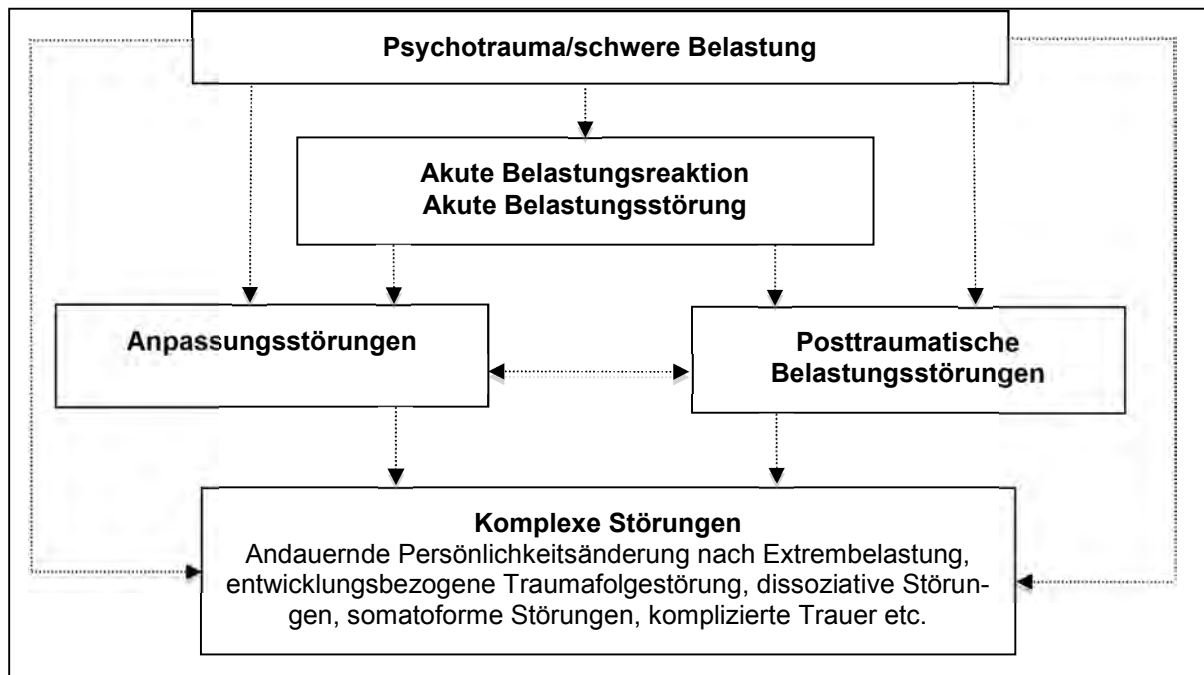 Psychotrauma/schwere Belastung
Akute Belastungsreaktion
Akute Belastungsstörung
Anpassungsstörungen
Posttraumatische
Belastungsstörungen
Komplexe Störungen
Andauernde Persönlichkeitsänderung nach Extrembelastung,
entwicklungsbezogene Traumafolgestörung, dissoziative Störun-
gen, somatoforme Störungen, komplizierte Trauer etc.